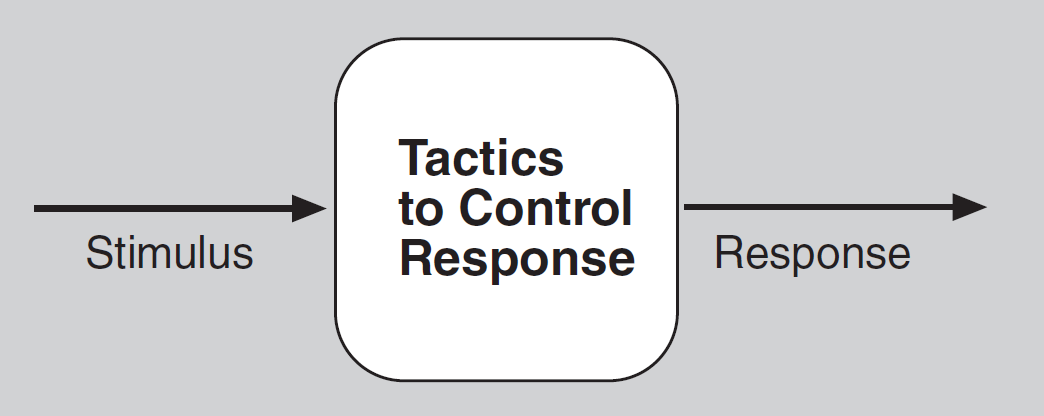 Stimulus
Tactics
to Control
Response
Response